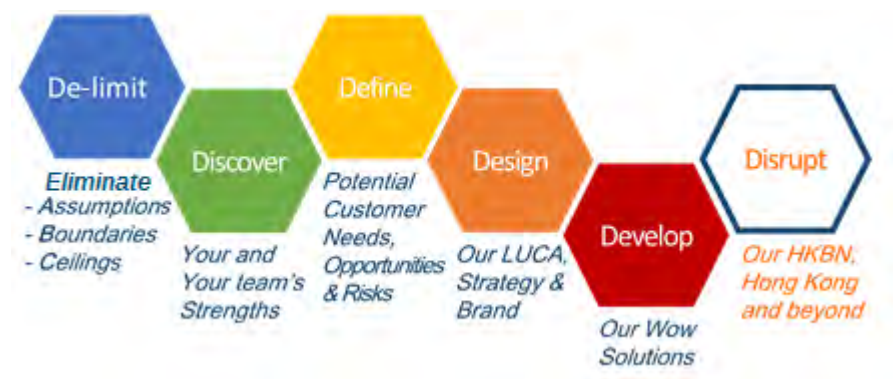 De-limit
Eliminate
- Assumptions
- Boundaries
- Ceilings
Discover
Your and
Your team's
Strengths
Define
Potential
Customer
Needs,
Opportunities
& Risks
Design
Our LUCA,
Strategy &
Brand
Develop
Our Wow
Solutions
Disrupt
Our HKBN,
Hong Kong
and beyond